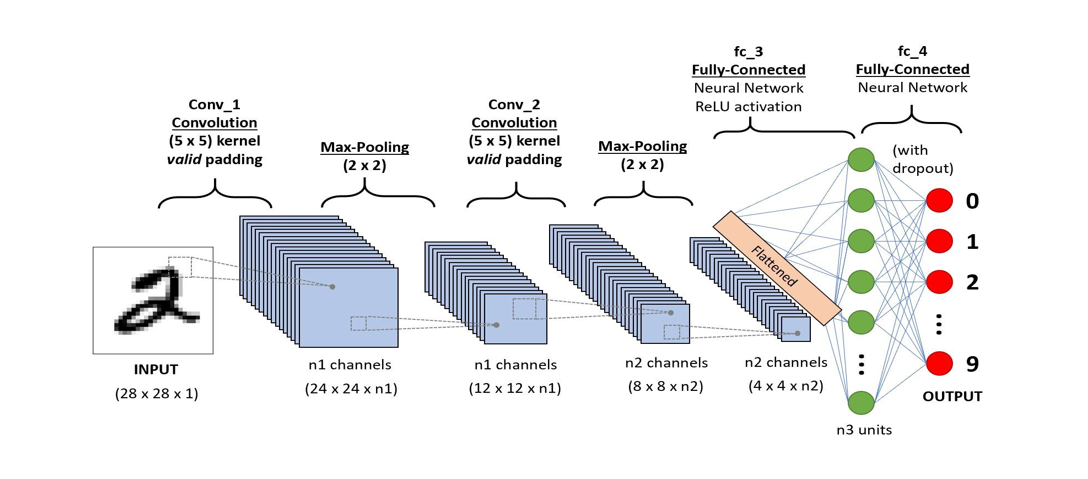 Conv_1
Convolution
(5 x 5) kernel
valid padding
Max-Pooling
(2 x 2)
Conv_2
Convolution
(5 x 5) kernel
valid padding
Max-Pooling
(2 x 2)
fc_3
Fully-Connected
Neural Network
ReLU activation
fc_4
Fully-Connected
Neural Network
(with
dropout)
2
Flattened
0
1
2
9
OUTPUT
INPUT
(28 x 28 x 1)
n1 channels
(24 x 24 x n1)
n1 channels
(12 x 12 x n1)
n2 channels
(8 x 8 x n2)
n2 channels
(4 x 4 x n2)
n3 units